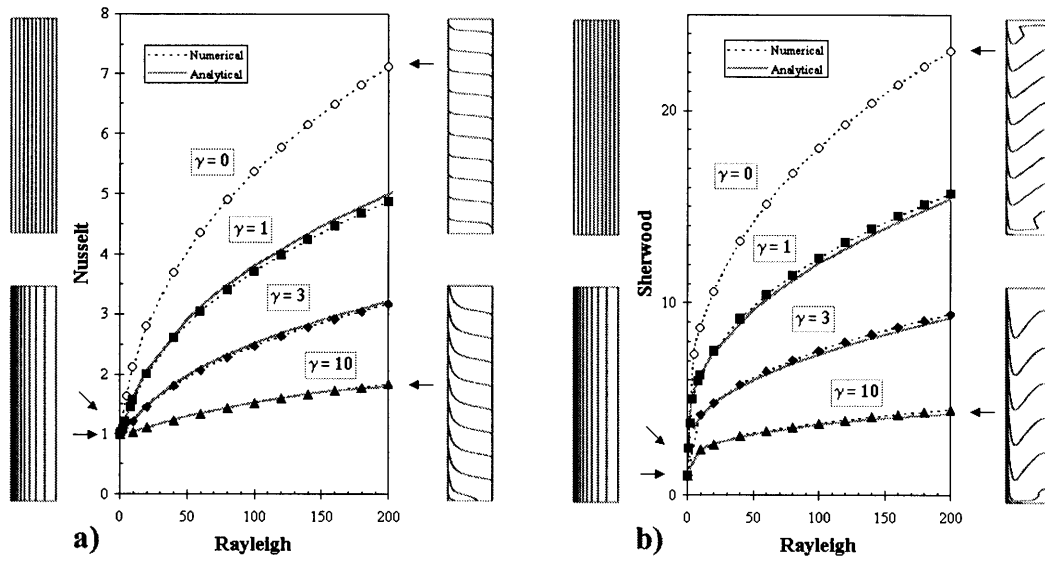 8
7
6
5
4
3
2
1
0
Nusselt
Numerical
Analytical
γ = 0
γ = 1
γ = 3
γ = 10
0
50
100
150
200
a)
Rayleigh
20
10
0
Sherwood
Numerical
Analytical
γ = 0
γ = 1
γ = 3
γ = 10
0
50
100
150
200
b)
Rayleigh